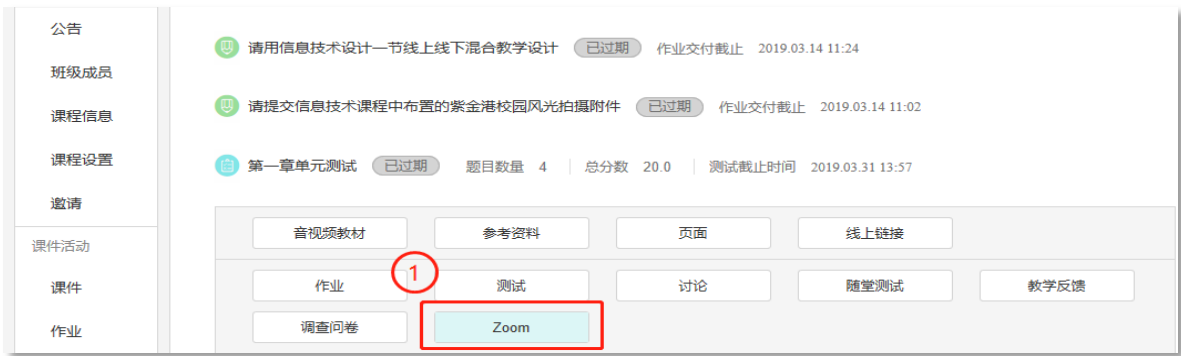 公告
班级成员
课程信息
课程设置
邀请
课件活动
课件
作业
请用信息技术设计一节线上线下混合教学设计 已过期 作业交付截止 2019.03.14 11:24
请提交信息技术课程中布置的紫金港校园风光拍摄附件 已过期 作业交付截止 2019.03.14 11:02
第一章单元测试 已过期 题目数量 4 总分数 20.0 测试截止时间 2019.03.31 13:57
音视频教材 参考资料 页面 线上链接
作业 1 测试 讨论 随堂测试 教学反馈
调查问卷 Zoom